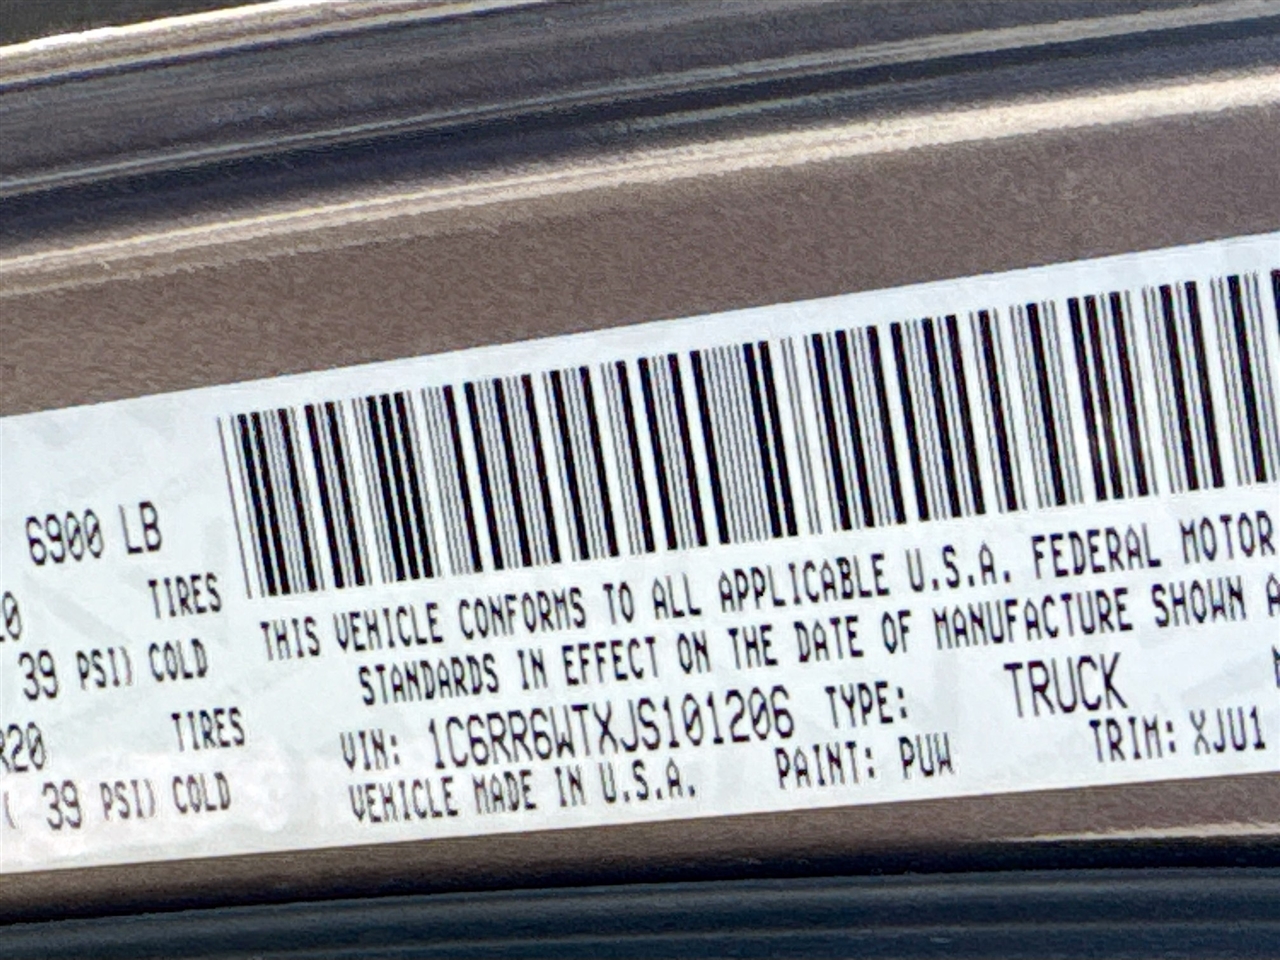 6900 LB
TIRES
39 PSI) COLD
R20 TIRES
( 39 PSI) COLD
THIS VEHICLE CONFORMS TO ALL APPLICABLE U.S.A. FEDERAL MOTOR
STANDARDS IN EFFECT ON THE DATE OF MANUFACTURE SHOWN
VIN: 1C6RR6WTXJS101206 TYPE: TRUCK
VEHICLE MADE IN U.S.A. PAINT: PUW TRIM: XJU1